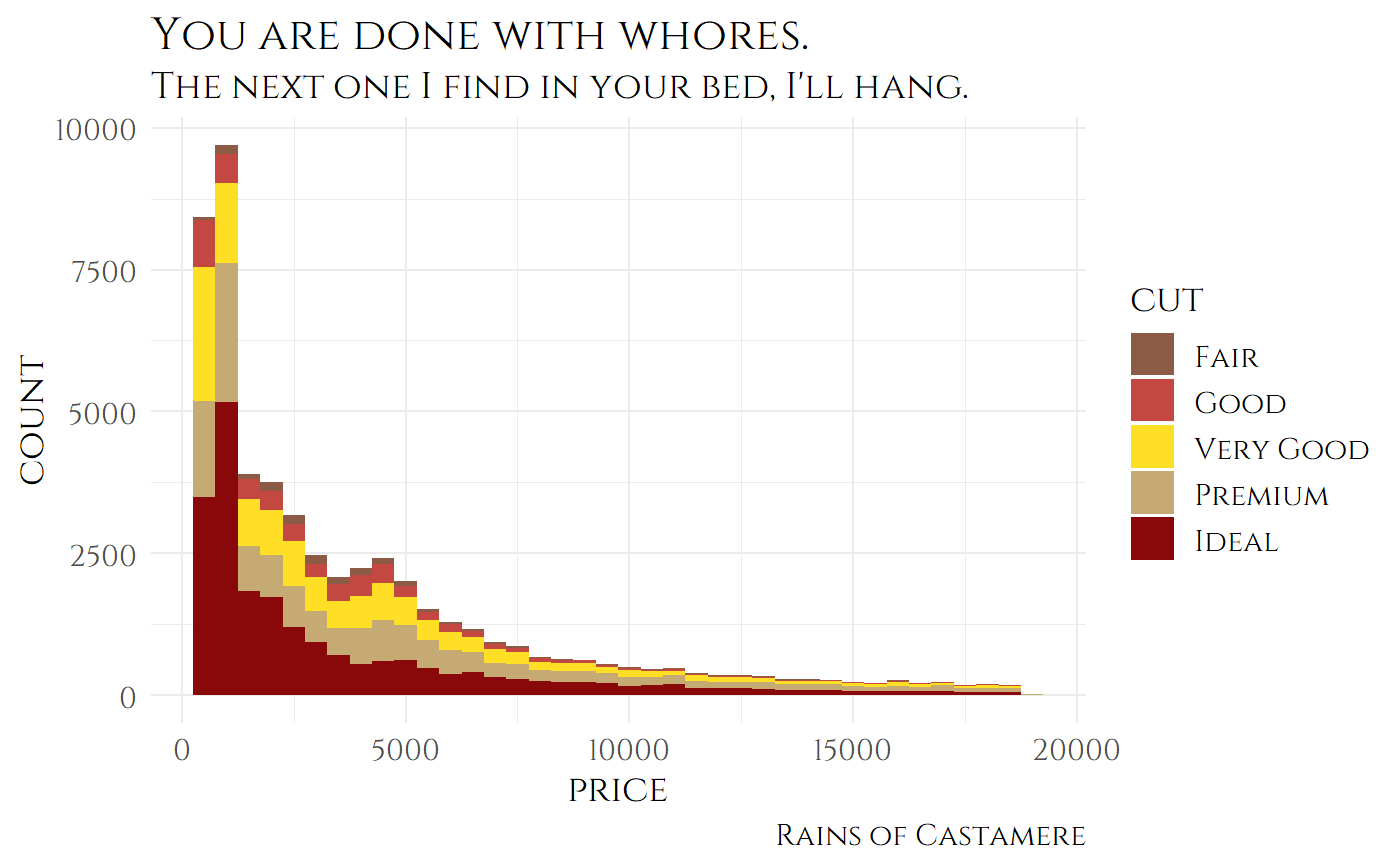 You are done with whores.
The next one I find in your bed, I'll hang.
10000
7500
5000
2500
0
count
0 5000 10000 15000 20000
price
Rains of Castamere
cut
Fair
Good
Very Good
Premium
Ideal